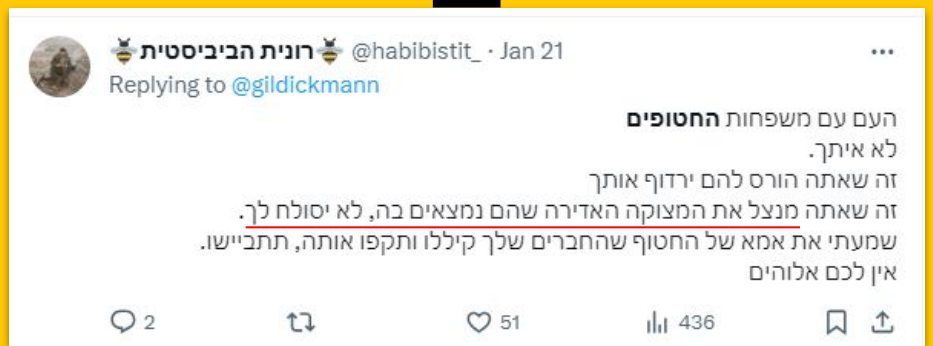 🐝רונית הביביסטית🐝 @habibistit_ · Jan 21
Replying to @gildickmann
העם עם משפחות החטופים
לא איתך.
זה שאתה הורס להם ירדוף אותך
זה שאתה מנצל את המצוקה האדירה שהם נמצאים בה, לא יסולח לך.
שמעתי את אמא של החטוף שהחברים שלך קיללו ותקפו אותה, תתביישו.
אין לכם אלוהים
2 51 436